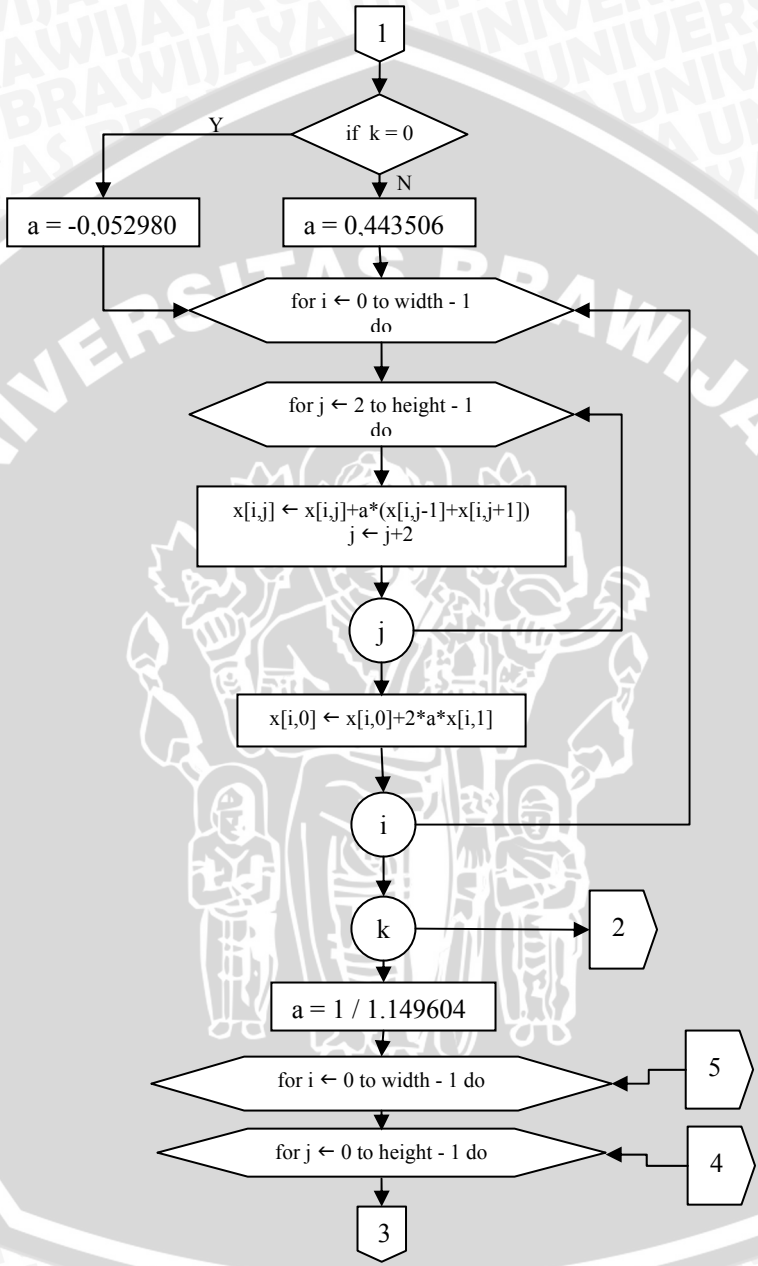 1
if k = 0
Y
N
a = -0,052980
a = 0,443506
for i ← 0 to width - 1
do
for j ← 2 to height - 1
do
x[i,j] ← x[i,j]+a*(x[i,j-1]+x[i,j+1])
j ← j+2
j
x[i,0] ← x[i,0]+2*a*x[i,1]
i
k
2
a = 1 / 1.149604
for i ← 0 to width - 1 do
5
for j ← 0 to height - 1 do
4
3
UNIVERSITAS BRAWIJAYA